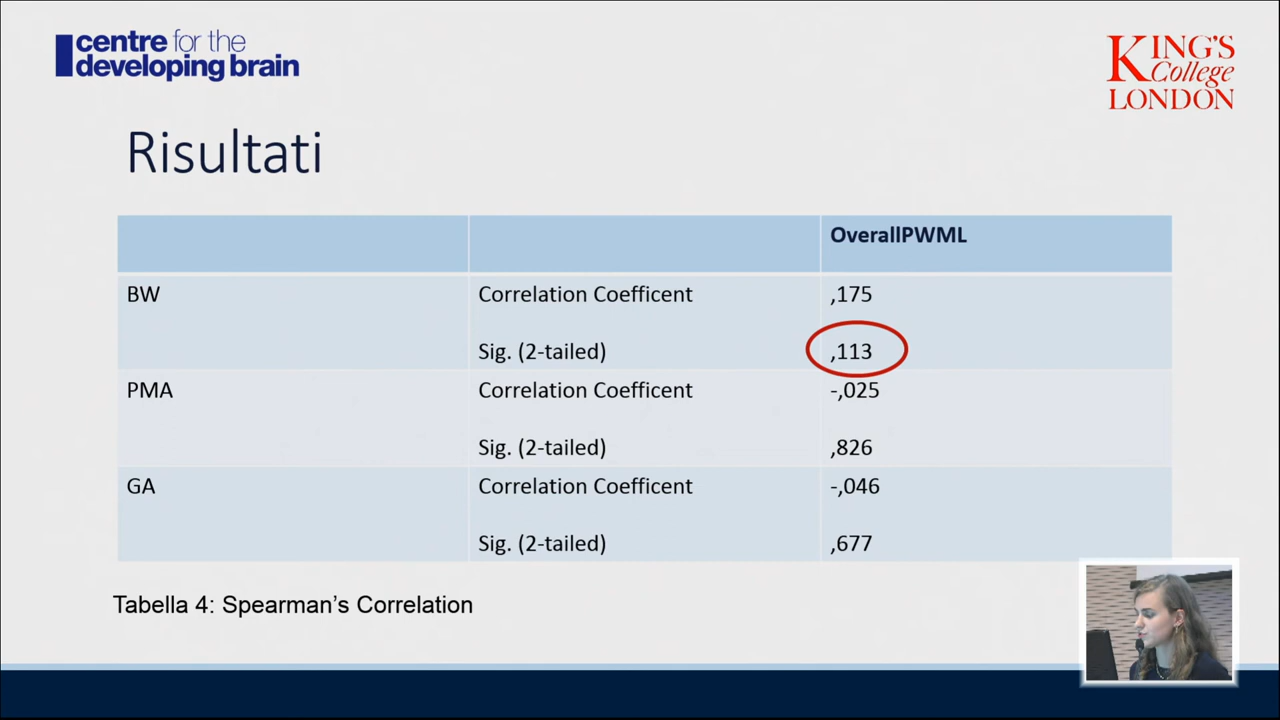 centre for the
developing brain
KING'S
College
LONDON
Risultati
OverallPWML
BW Correlation Coefficent ,175
Sig. (2-tailed) ,113
PMA Correlation Coefficent -,025
Sig. (2-tailed) ,826
GA Correlation Coefficent -,046
Sig. (2-tailed) ,677
Tabella 4: Spearman's Correlation